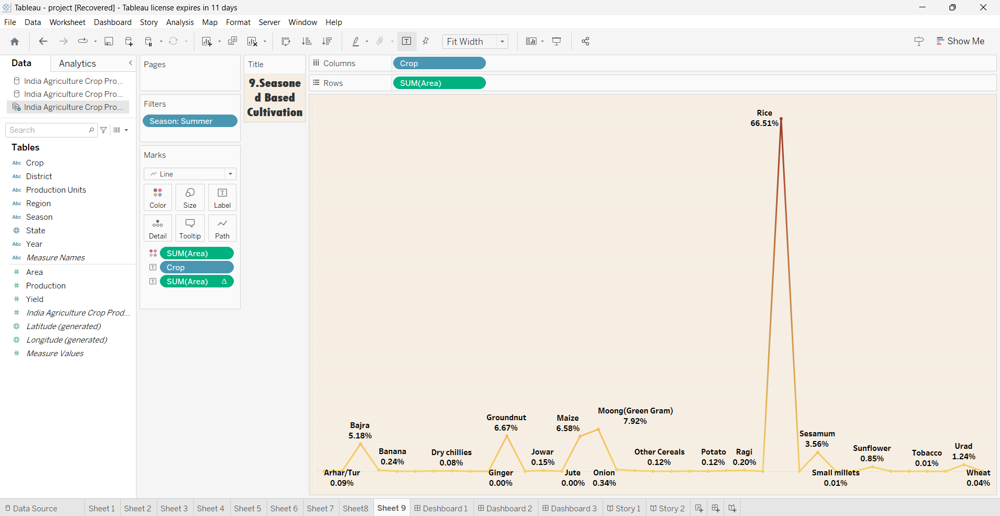 Tableau - project [Recovered] - Tableau license expires in 11 days
File Data Worksheet Dashboard Story Analysis Map Format Server Window Help
Fit Width
Show Me
Data Analytics
India Agriculture Crop Pro...
India Agriculture Crop Pro...
India Agriculture Crop Pro...
Search
Tables
Abc Crop
Abc District
Abc Production Units
Abc Region
Abc Season
State
Abc Year
Abc Measure Names
# Area
# Production
# Yield
# India Agriculture Crop Prod...
Latitude (generated)
Longitude (generated)
# Measure Values
Pages
Filters
Season: Summer
Marks
Line
Color Size Label
Detail Tooltip Path
SUM(Area)
Crop
SUM(Area) Δ
Title
9.Seasone
d Based
Cultivation
Columns Crop
Rows SUM(Area)
Rice
66.51%
Bajra
5.18%
Banana
0.24%
Dry chillies
0.08%
Groundnut
6.67%
Jowar
0.15%
Maize
6.58%
Moong(Green Gram)
7.92%
Other Cereals
0.12%
Potato
0.12%
Ragi
0.20%
Sesamum
3.56%
Sunflower
0.85%
Tobacco
0.01%
Urad
1.24%
Arhar/Tur
0.09%
Ginger
0.00%
Jute
0.00%
Onion
0.34%
Small millets
0.01%
Wheat
0.04%
Data Source Sheet 1 Sheet 2 Sheet 3 Sheet 4 Sheet 5 Sheet 6 Sheet 7 Sheet8 Sheet 9 Deshboard 1 Dashboard 2 Dashboard 3 Story 1 Story 2